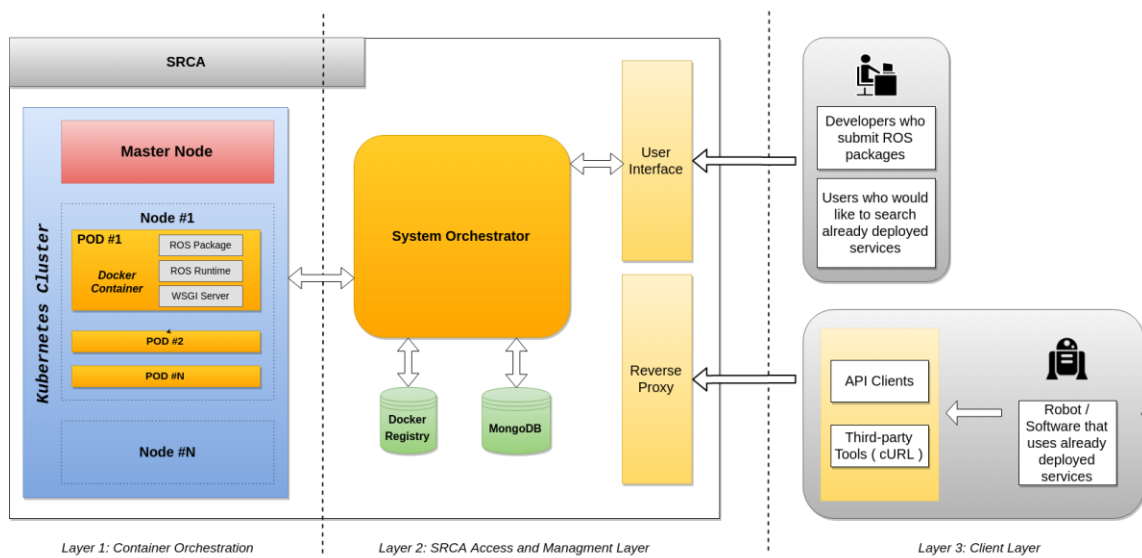 SRCA
Kubernetes Cluster
Master Node
Node #1
POD #1
Docker
Container
ROS Package
ROS Runtime
WSGI Server
POD #2
POD #N
Node #N
System Orchestrator
Docker
Registry
MongoDB
User
Interface
Reverse
Proxy
Developers who
submit ROS
packages
Users who would
like to search
already deployed
services
API Clients
Third-party
Tools ( cURL )
Robot /
Software that
uses already
deployed
services
Layer 1: Container Orchestration
Layer 2: SRCA Access and Managment Layer
Layer 3: Client Layer